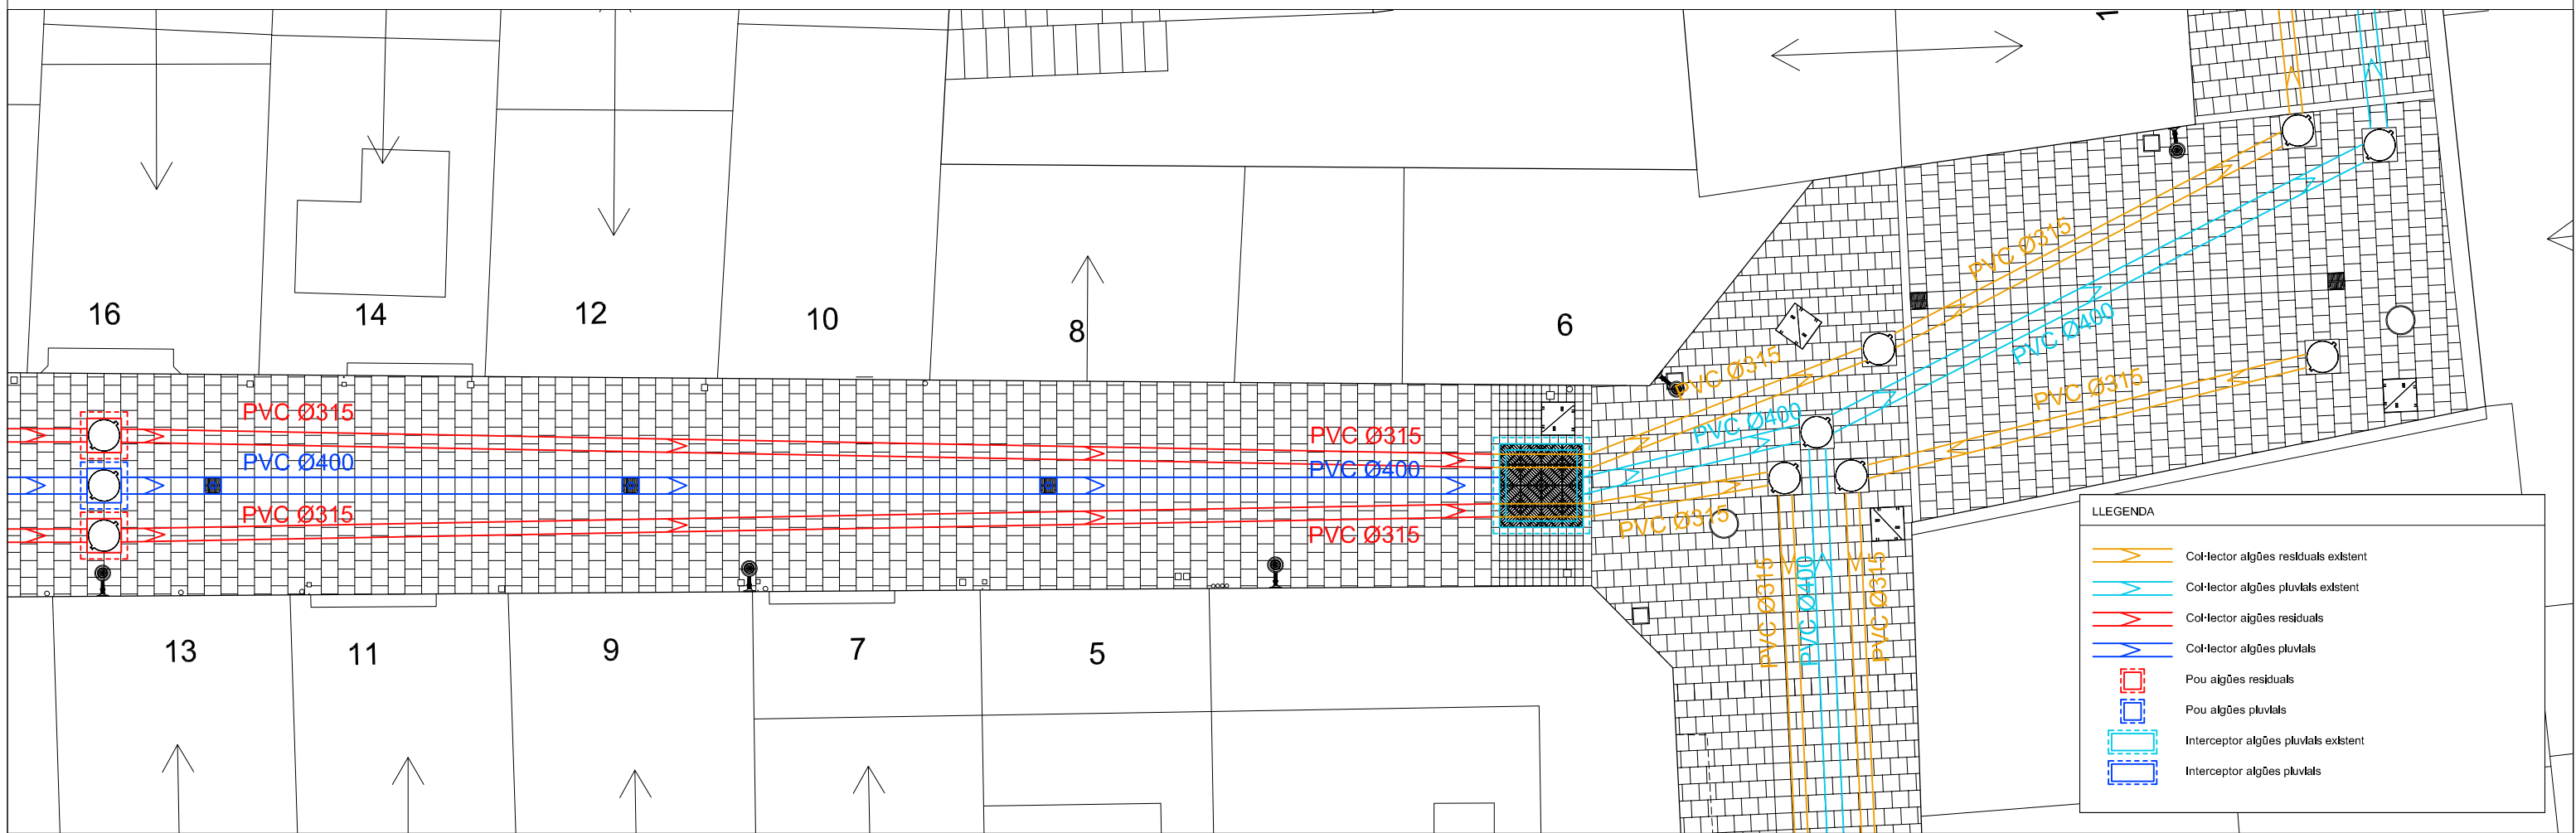 16
14
12
10
8
6
PVC Ø315
PVC Ø400
PVC Ø315
PVC Ø315
PVC Ø400
PVC Ø315
PVC Ø315
PVC Ø400
PVC Ø315
PVC Ø315
PVC Ø400
PVC Ø315
PVC Ø315
PVC Ø400
PVC Ø315
13
11
9
7
5
LLEGENDA
Col·lector aigües residuals existent
Col·lector aigües pluvials existent
Col·lector aigües residuals
Col·lector aigües pluvials
Pou aigües residuals
Pou aigües pluvials
Interceptor aigües pluvials existent
Interceptor aigües pluvials